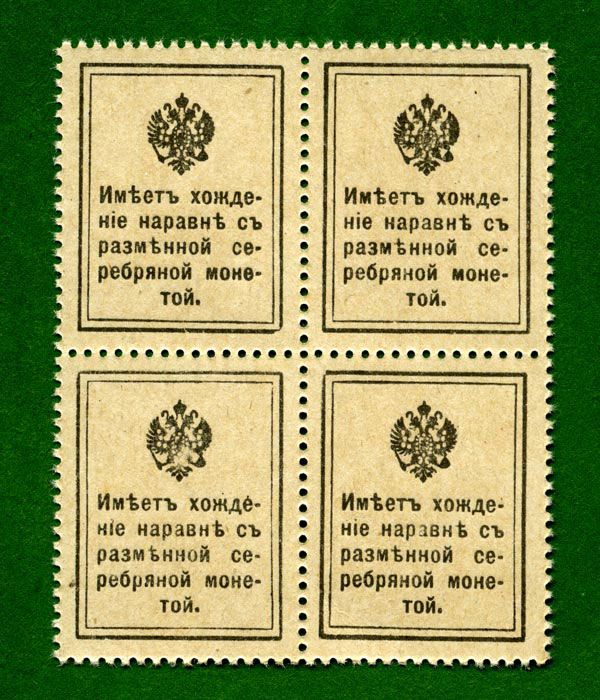 Имѣетъ хожде-
ніе наравнѣ съ
размѣнной се-
ребряной моне-
той.
Имѣетъ хожде-
ніе наравнѣ съ
размѣнной се-
ребряной моне-
той.
Имѣетъ хожде-
ніе наравнѣ съ
размѣнной се-
ребряной моне-
той.
Имѣетъ хожде-
ніе наравнѣ съ
размѣнной се-
ребряной моне-
той.